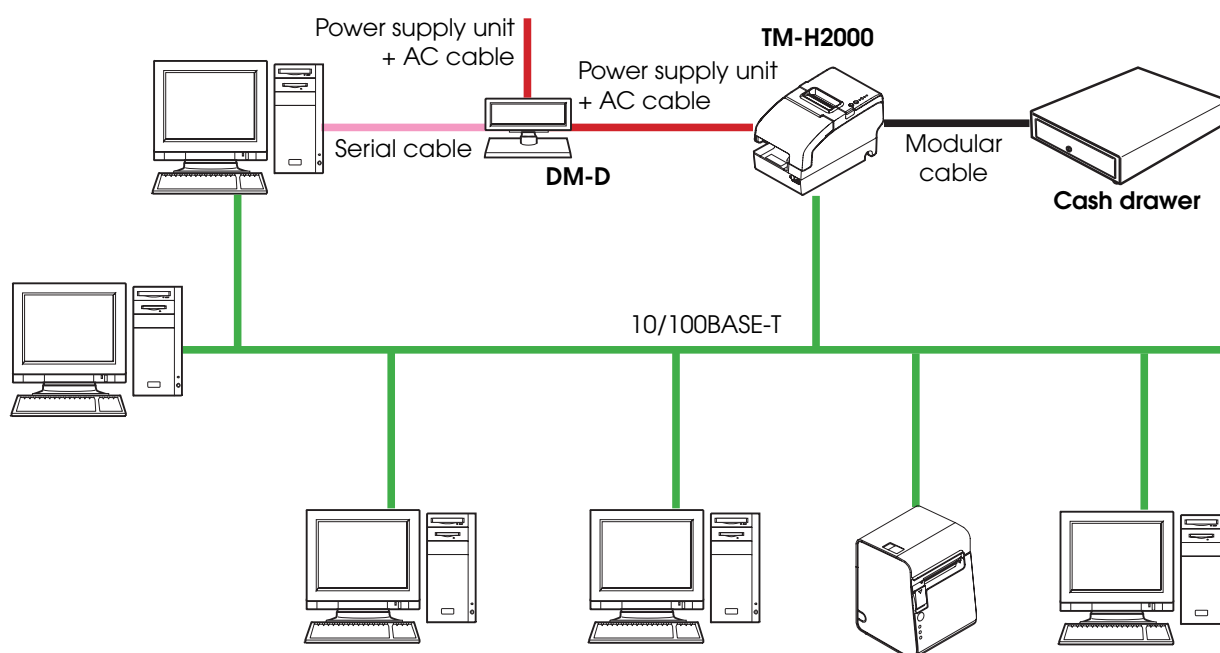 Power supply unit
+ AC cable
TM-H2000
Power supply unit
+ AC cable
Serial cable
DM-D
Modular
cable
Cash drawer
10/100BASE-T